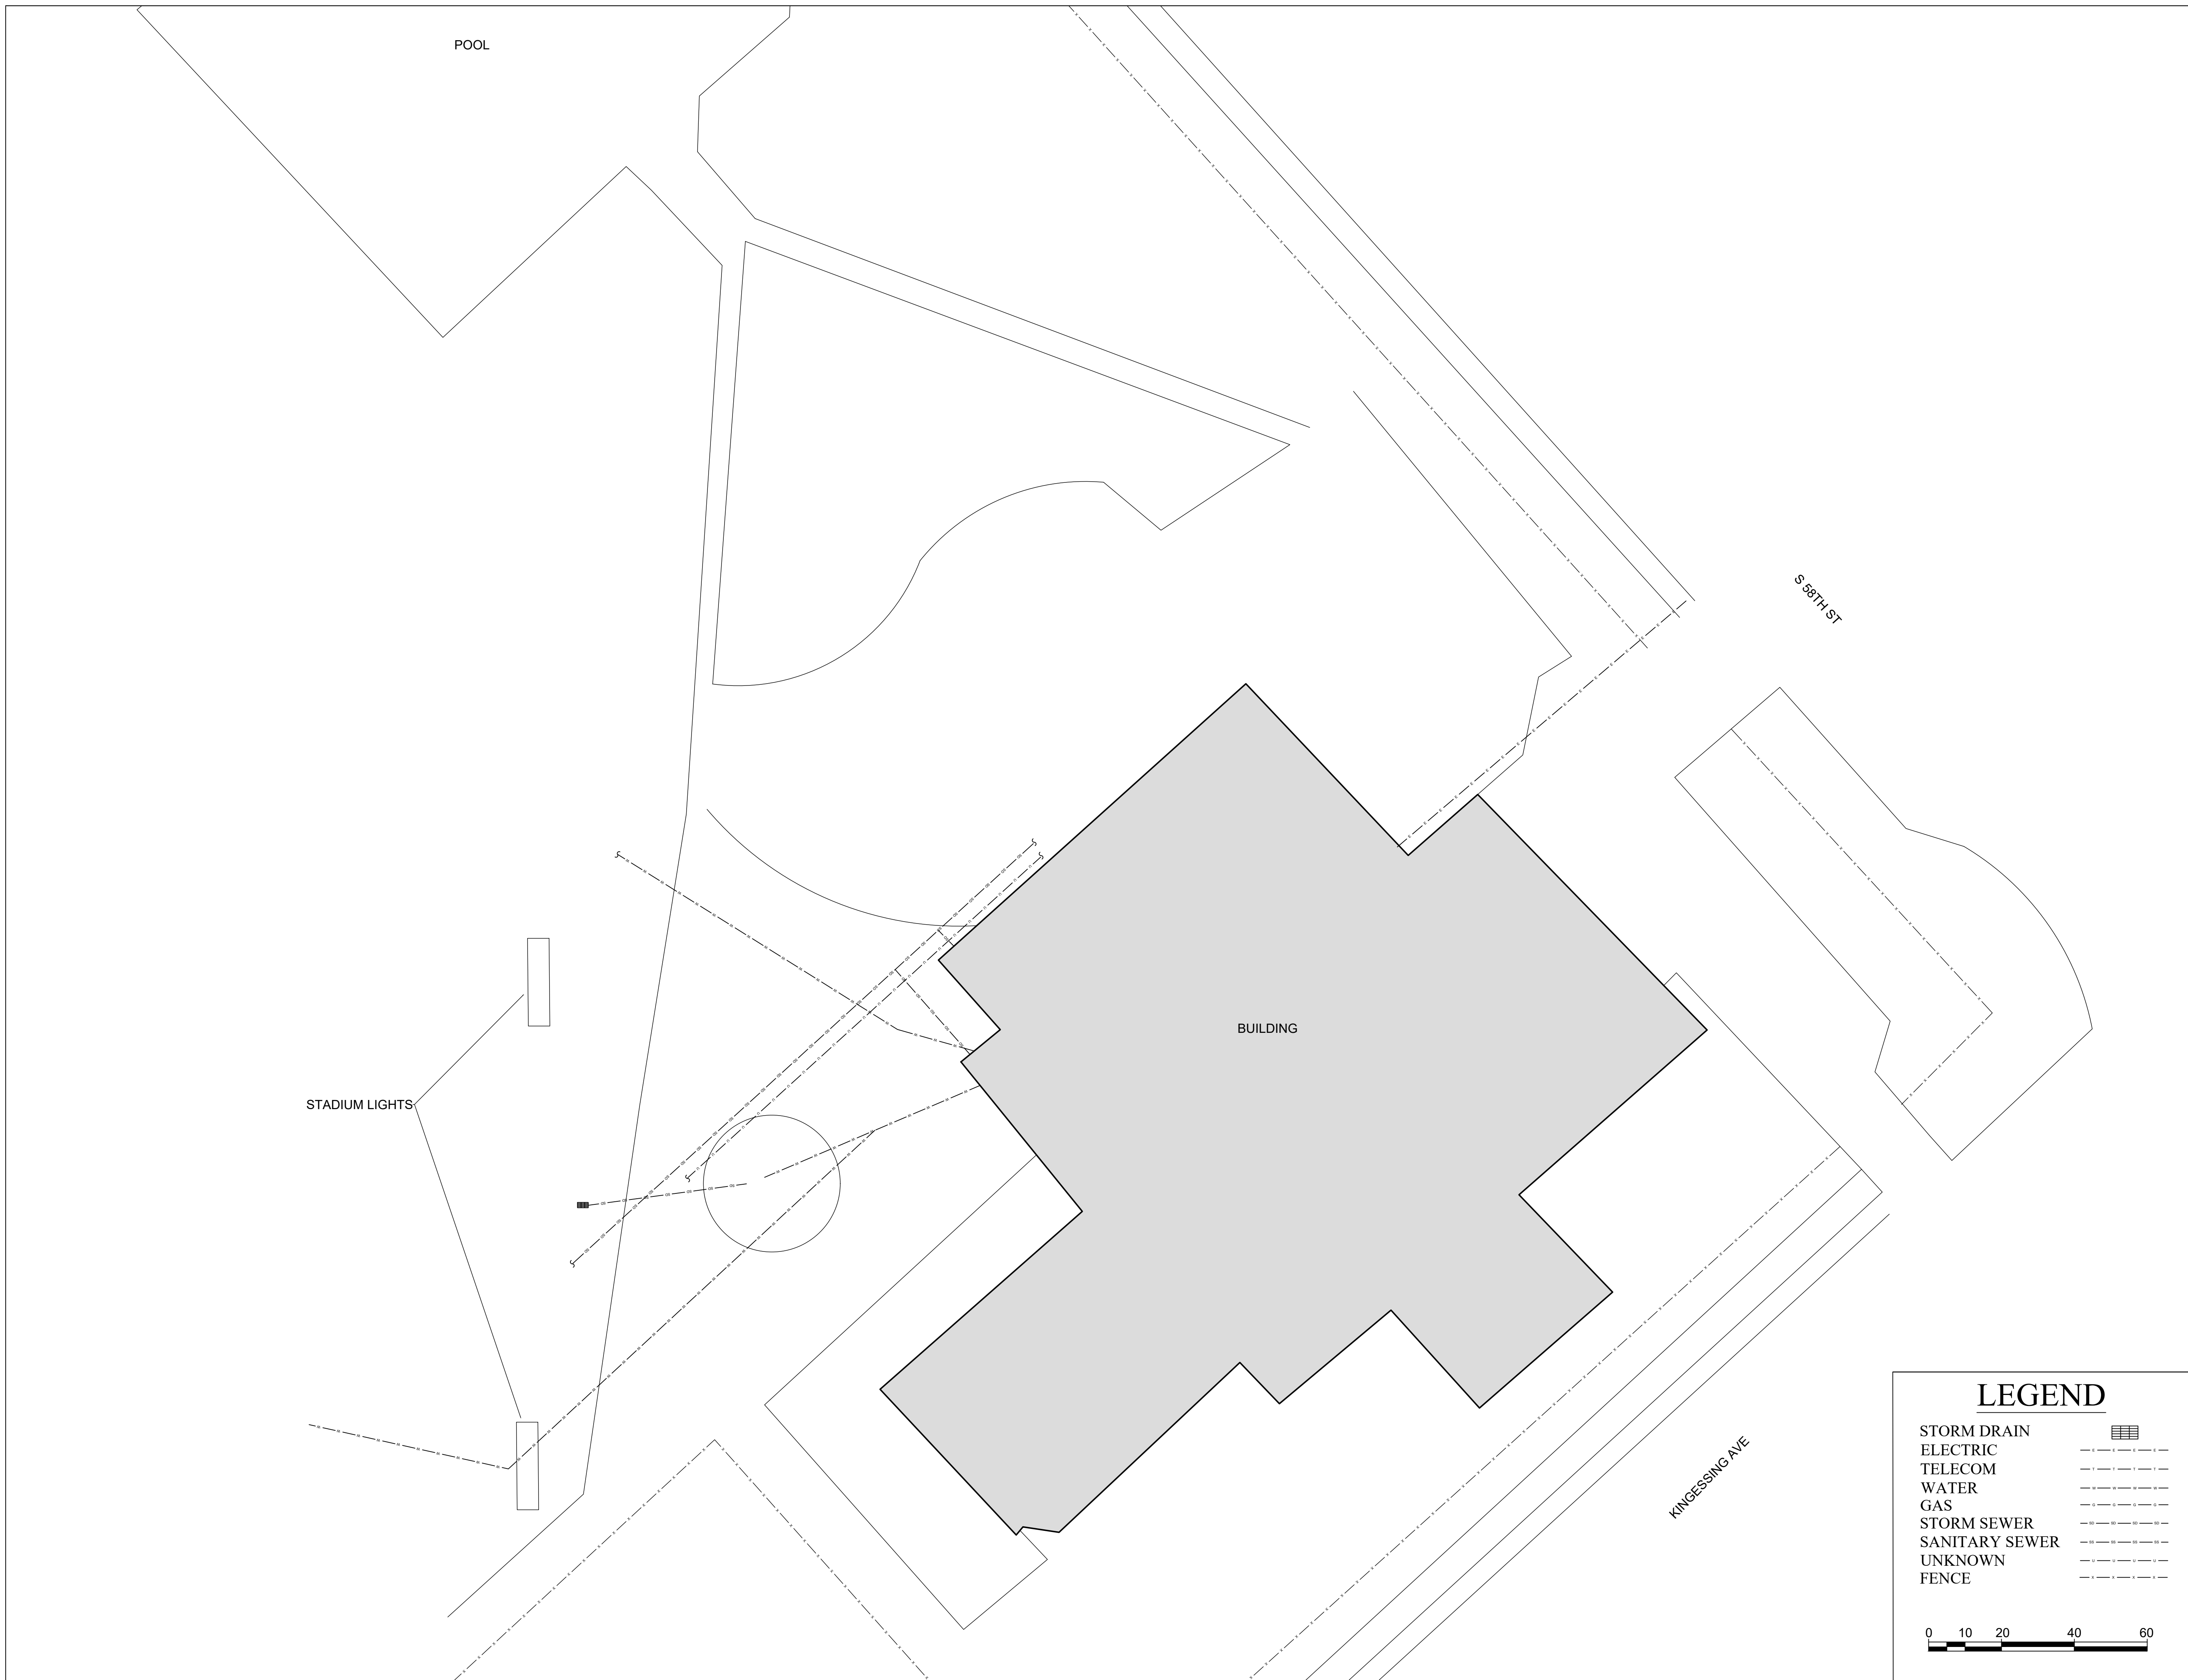 POOL
S 58TH ST
BUILDING
STADIUM LIGHTS
KINGESSING AVE
LEGEND
STORM DRAIN
ELECTRIC
TELECOM
WATER
GAS
STORM SEWER
SANITARY SEWER
UNKNOWN
FENCE
0 10 20 40 60